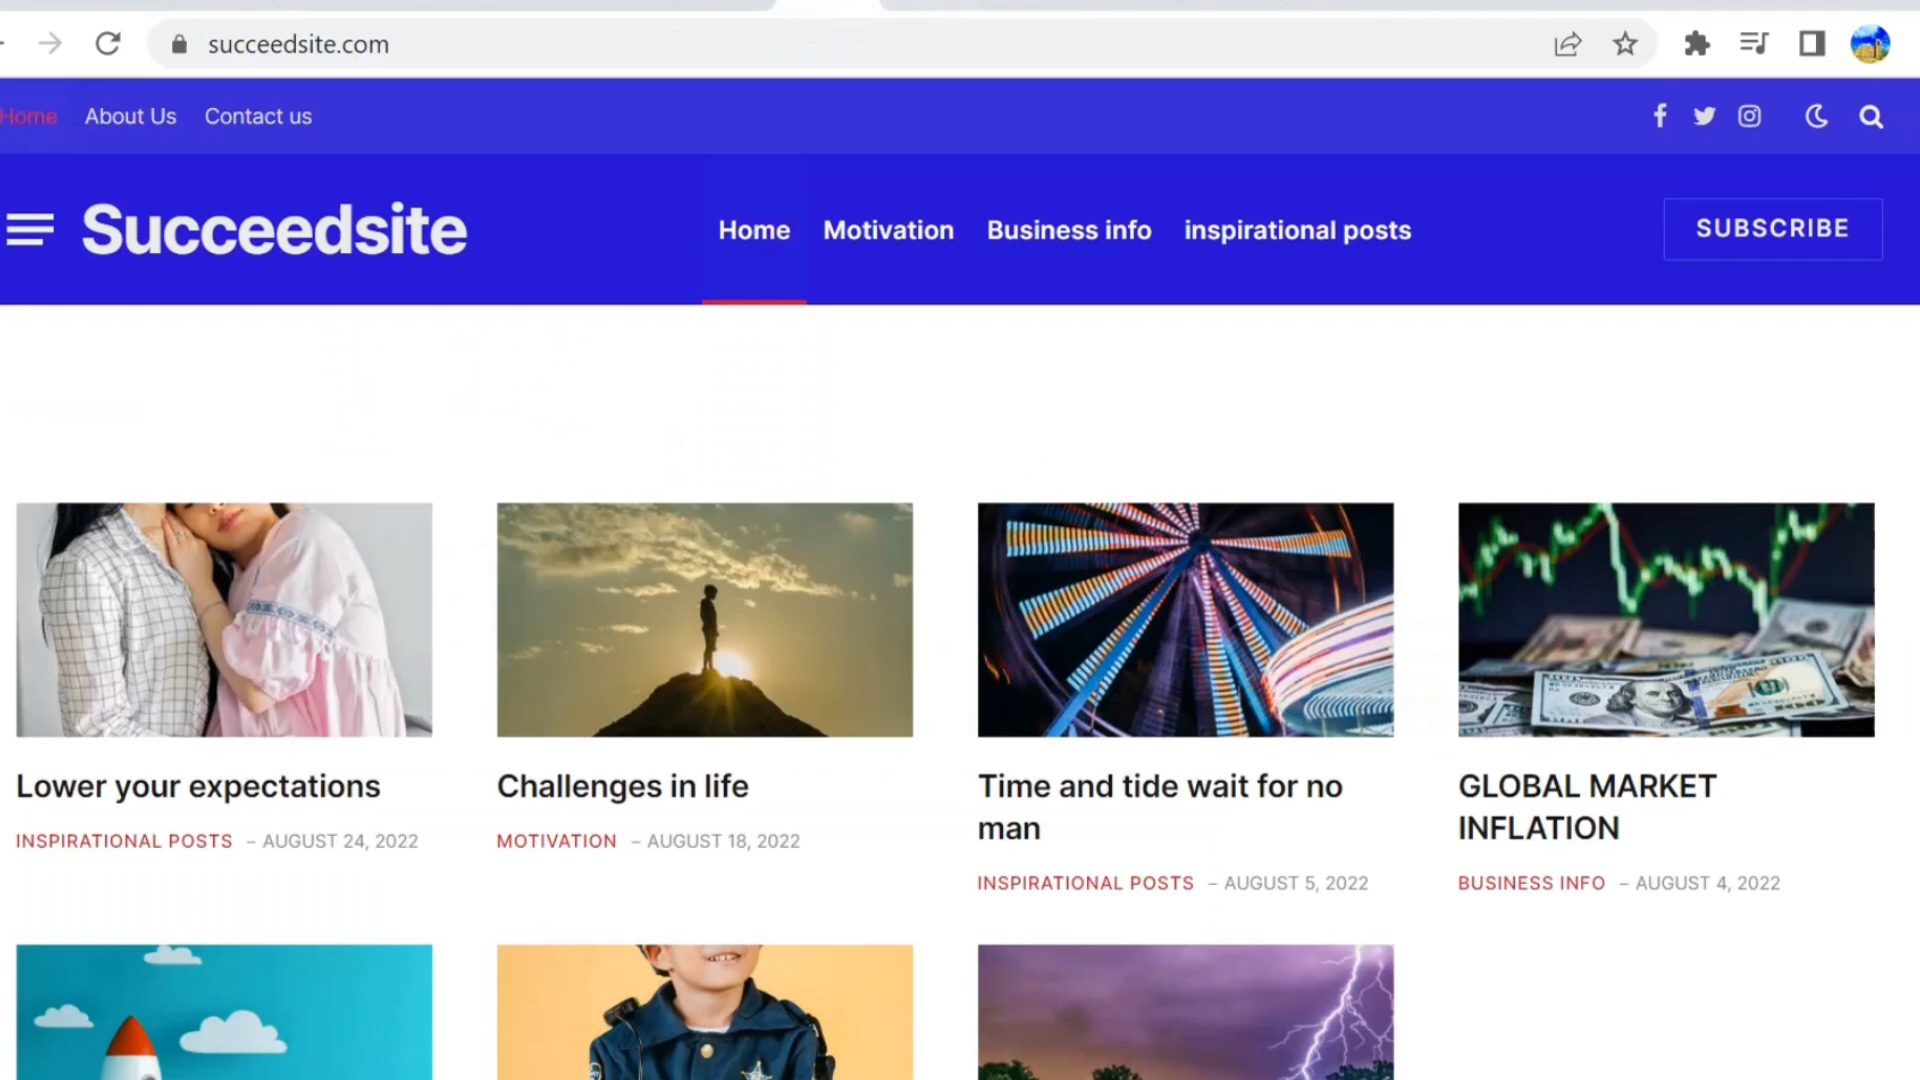 succeedsite.com
Home About Us Contact us
Succeedsite Home Motivation Business info inspirational posts SUBSCRIBE
Lower your expectations
INSPIRATIONAL POSTS – AUGUST 24, 2022
Challenges in life
MOTIVATION – AUGUST 18, 2022
Time and tide wait for no
man
INSPIRATIONAL POSTS – AUGUST 5, 2022
GLOBAL MARKET
INFLATION
BUSINESS INFO – AUGUST 4, 2022